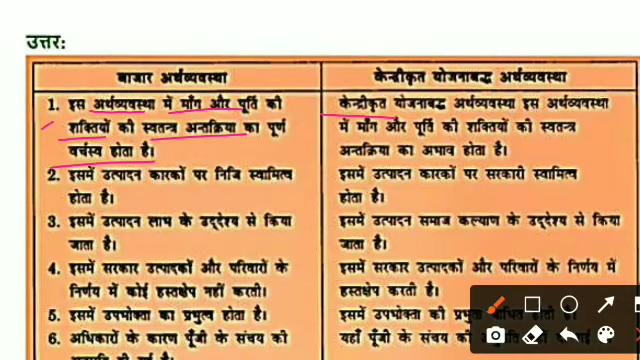 उत्तर:
बाजार अर्थव्यवस्था
केन्द्रीकृत योजनाबद्ध अर्थव्यवस्था
1. इस अर्थव्यवस्था में माँग और पूर्ति की
शक्तियों की स्वतन्त्र अन्तक्रिया का पूर्ण
वर्चस्व होता है।
केन्द्रीकृत योजनाबद्ध अर्थव्यवस्था इस अर्थव्यवस्था
में माँग और पूर्ति की शक्तियों की स्वतन्त्र
अन्तक्रिया का अभाव होता है।
2. इसमें उत्पादन कारकों पर निजि स्वामित्व
होता है।
इसमें उत्पादन कारकों पर सरकारी स्वामित्व
होता है।
3. इसमें उत्पादन लाभ के उद्देश्य से किया
जाता है।
इसमें उत्पादन समाज कल्याण के उद्देश्य से किया
जाता है।
4. इसमें सरकार उत्पादकों और परिवारों के
निर्णय में कोई हस्तक्षेप नहीं करती।
इसमें सरकार उत्पादकों और परिवारों के निर्णय में
हस्तक्षेप करती है।
5. इसमें उपभोक्ता का प्रभुत्व होता है।
इसमें उपभोक्ता की
6. अधिकारों के कारण पूँजी के संचय की
यहाँ पूँजी के संचय की